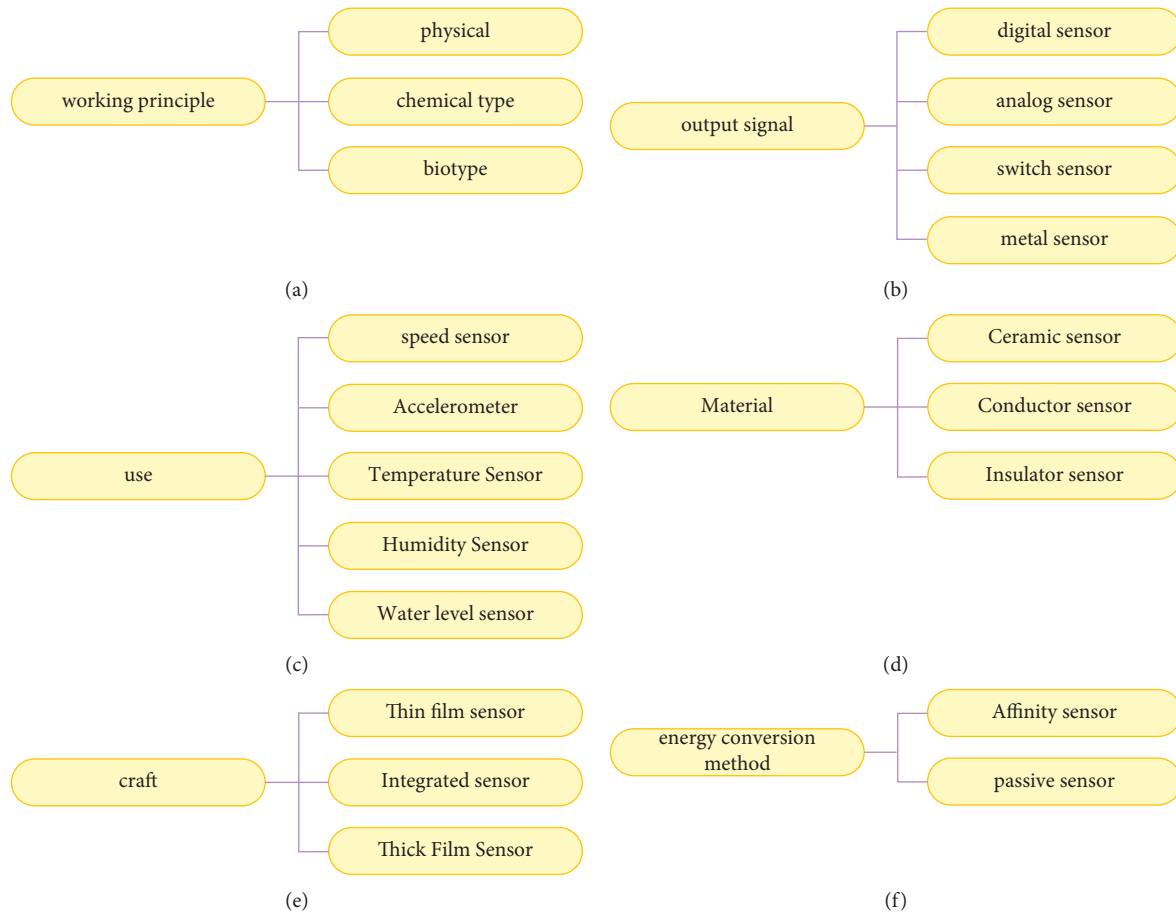 working principle
physical
chemical type
biotype
(a)
output signal
digital sensor
analog sensor
switch sensor
metal sensor
(b)
use
speed sensor
Accelerometer
Temperature Sensor
Humidity Sensor
Water level sensor
(c)
Material
Ceramic sensor
Conductor sensor
Insulator sensor
(d)
craft
Thin film sensor
Integrated sensor
Thick Film Sensor
(e)
energy conversion
method
Affinity sensor
passive sensor
(f)